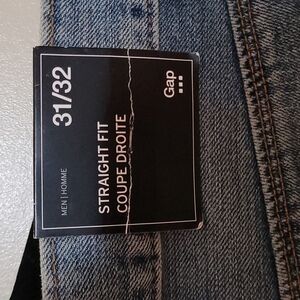 MEN | HOMME
31/32
STRAIGHT FIT
COUPE DROITE
Gap